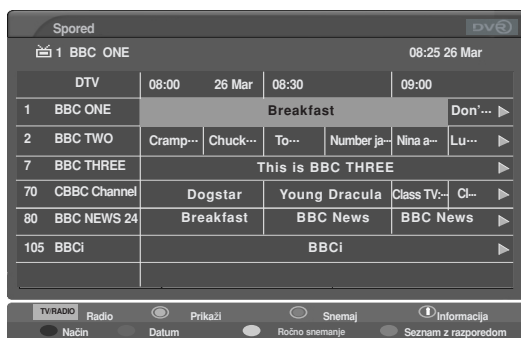 Spored DVR
1 BBC ONE 08:25 26 Mar
DTV 08:00 26 Mar 08:30 09:00
1 BBC ONE Breakfast Don'···
2 BBC TWO Cramp··· Chuck··· To··· Number ja··· Nina a··· Lu···
7 BBC THREE This is BBC THREE
70 CBBC Channel Dogstar Young Dracula Class TV:··· Cl···
80 BBC NEWS 24 Breakfast BBC News BBC News
105 BBCi BBCi
TV/RADIO Radio Prikaži Snemaj Informacija
Način Datum Ročno snemanje Seznam z razporedom